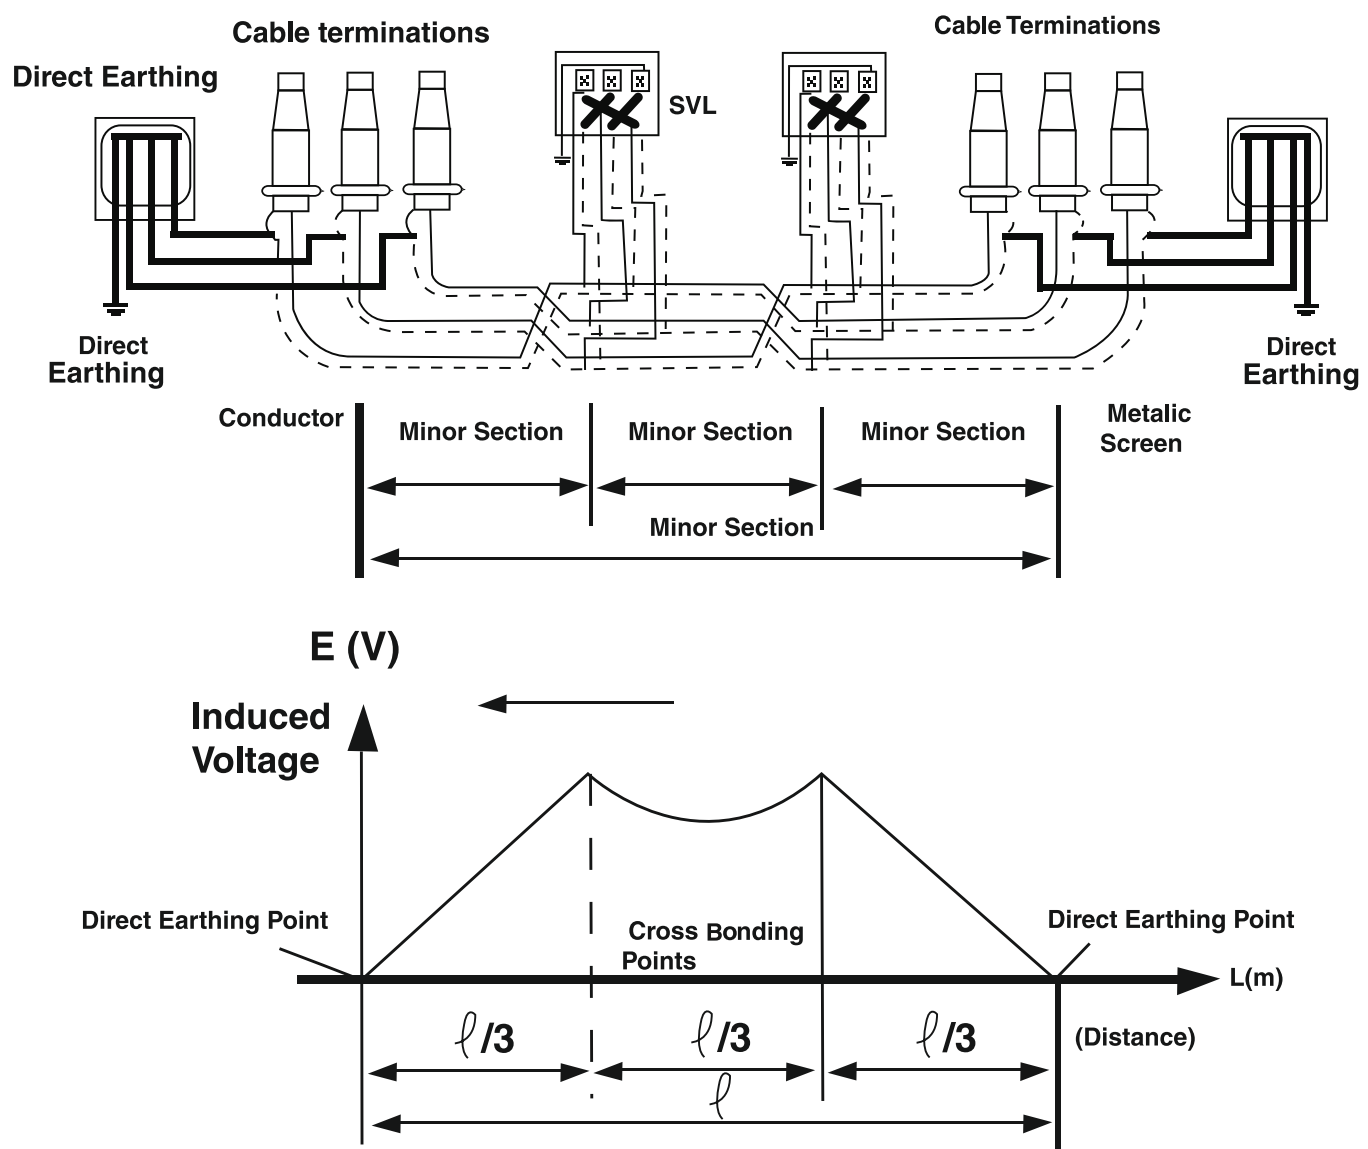 Cable terminations
Cable Terminations
Direct Earthing
SVL
Direct
Earthing
Direct
Earthing
Conductor
Minor Section
Minor Section
Minor Section
Metalic
Screen
Minor Section
E (V)
Induced
Voltage
Direct Earthing Point
Cross Bonding
Points
Direct Earthing Point
L(m)
ℓ/3
ℓ/3
ℓ/3
(Distance)
ℓ